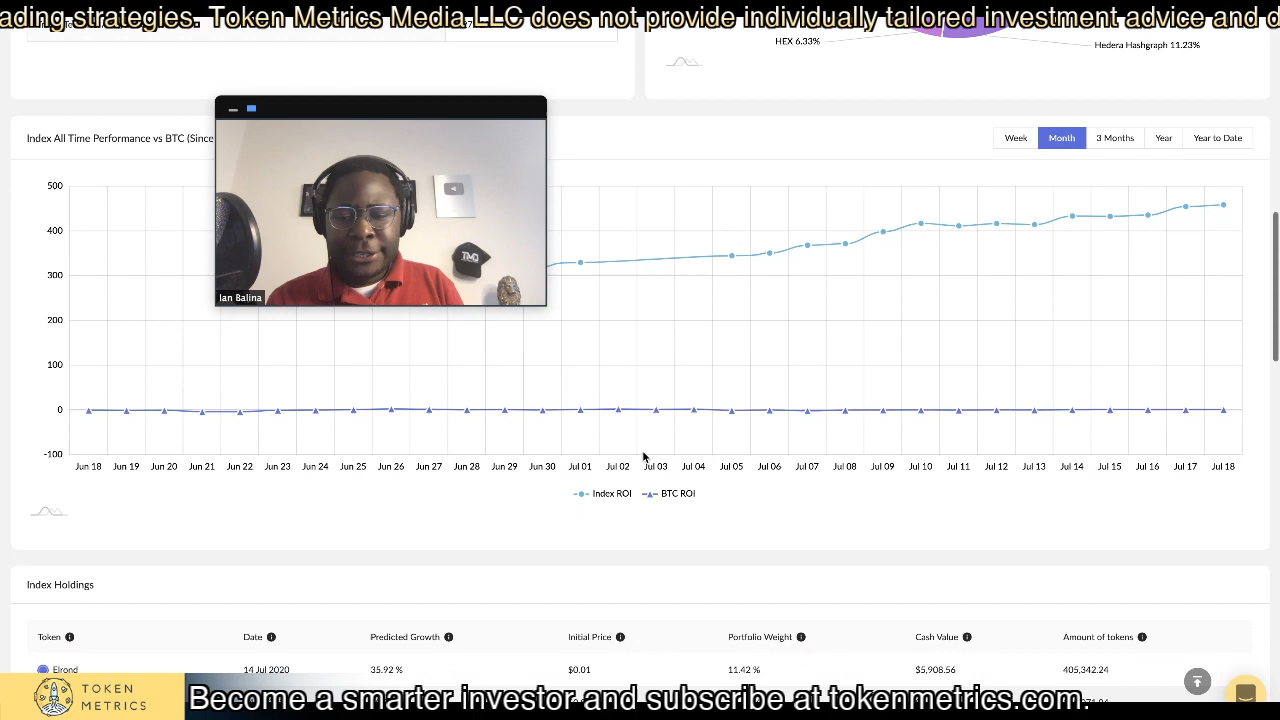 ading strategies. Token Metrics Media LLC does not provide individually tailored investment advice and d
HEX 6.33%
Hedera Hashgraph 11.23%
Index All Time Performance vs BTC (Since
Week Month 3 Months Year Year to Date
500
400
300
200
100
0
-100
TMD
Ian Balina
Jun 18 Jun 19 Jun 20 Jun 21 Jun 22 Jun 23 Jun 24 Jun 25 Jun 26 Jun 27 Jun 28 Jun 29 Jun 30 Jul 01 Jul 02 Jul 03 Jul 04 Jul 05 Jul 06 Jul 07 Jul 08 Jul 09 Jul 10 Jul 11 Jul 12 Jul 13 Jul 14 Jul 15 Jul 16 Jul 17 Jul 18
Index ROI BTC ROI
Index Holdings
Token Date Predicted Growth Initial Price Portfolio Weight Cash Value Amount of tokens
Elrond 14 Jul 2020 35.92 % $0.01 11.42 % $5,908.56 405,342.24
TOKEN
METRICS
Become a smarter investor and subscribe at tokenmetrics.com.